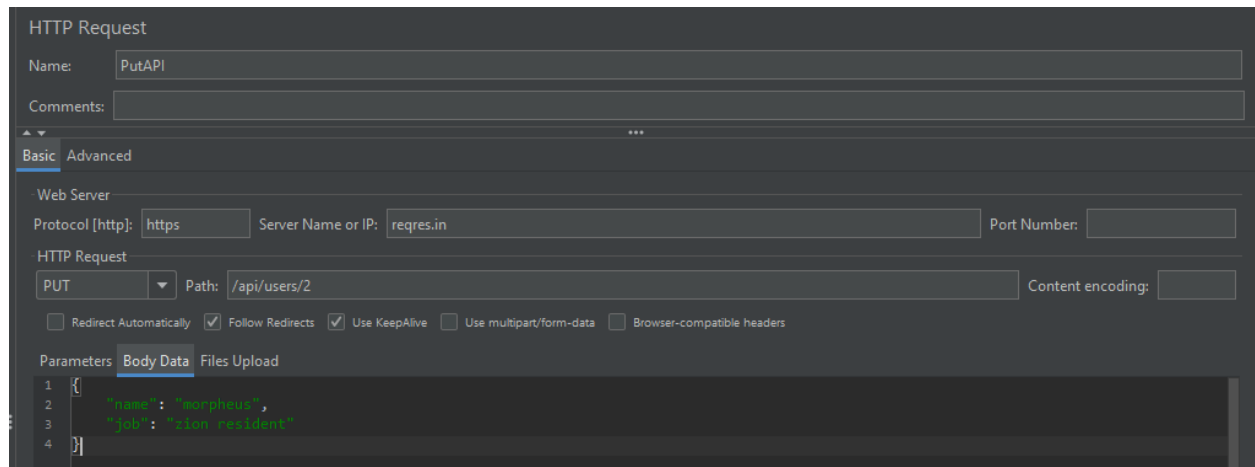 HTTP Request
Name: PutAPI
Comments:
Basic Advanced
Web Server
Protocol [http]: https Server Name or IP: reqres.in Port Number:
HTTP Request
PUT Path: /api/users/2 Content encoding:
Redirect Automatically Follow Redirects Use KeepAlive Use multipart/form-data Browser-compatible headers
Parameters Body Data Files Upload
1 {
2 "name": "morpheus",
3 "job": "zion resident"
4 }